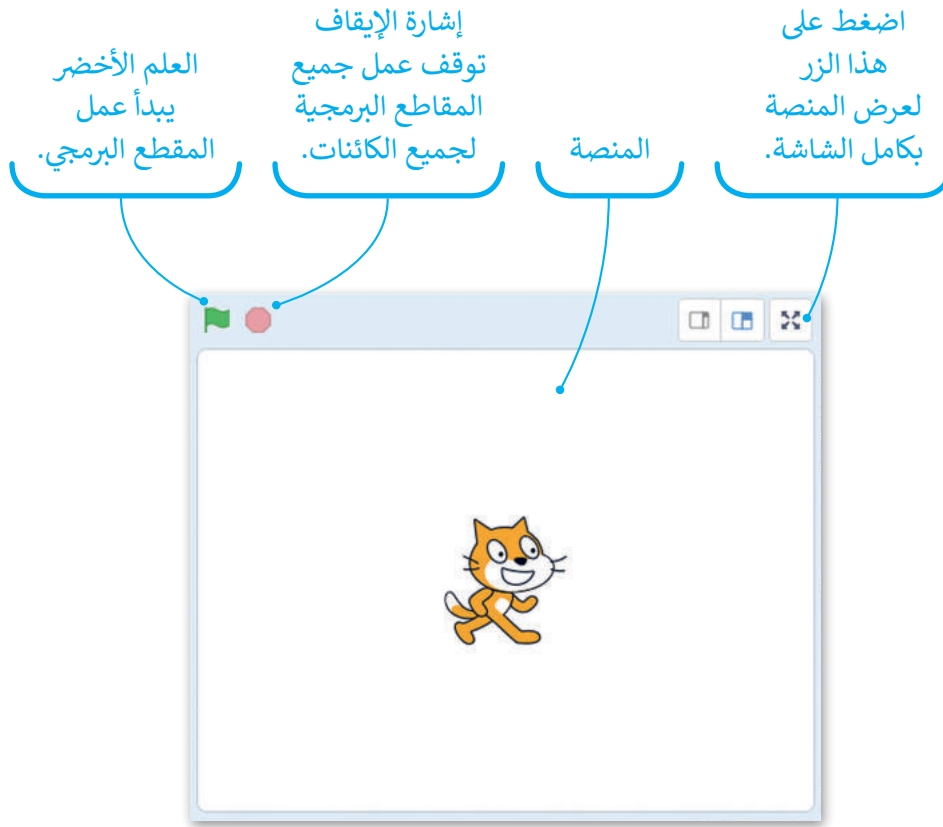 اضغط على
هذا الزر
لعرض المنصة
بكامل الشاشة.
المنصة
إشارة الإيقاف
توقف عمل جميع
المقاطع البرمجية
لجميع الكائنات.
العلم الأخضر
يبدأ عمل
المقطع البرمجي.